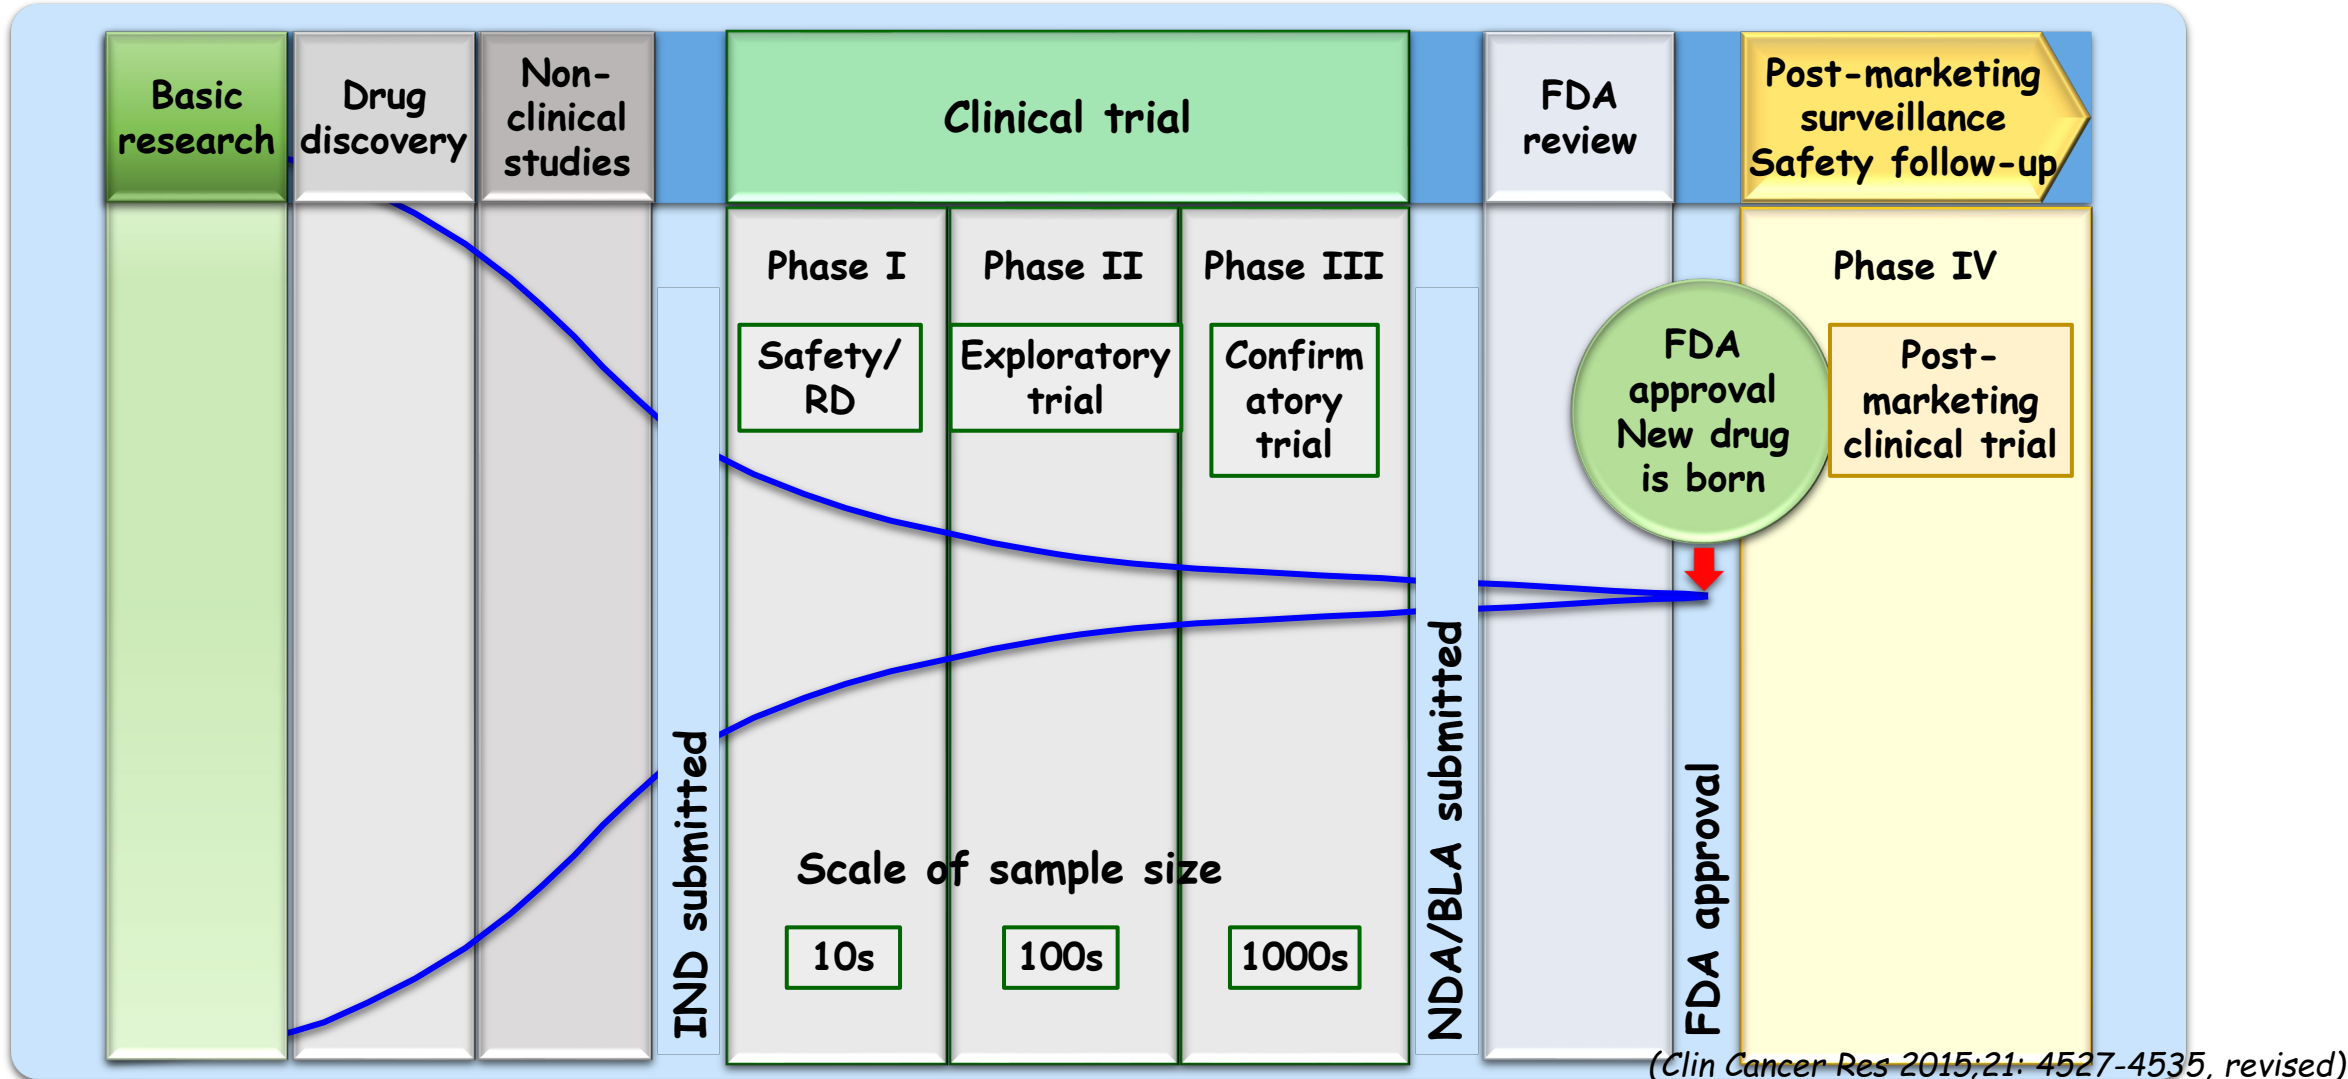 Basic
research
Drug
discovery
Non-
clinical
studies
Clinical trial
FDA
review
Post-marketing
surveillance
Safety follow-up
Phase I
Phase II
Phase III
Phase IV
Safety/
RD
Exploratory
trial
Confirm
atory
trial
FDA
approval
New drug
is born
Post-
marketing
clinical trial
IND submitted
NDA/BLA submitted
FDA approval
Scale of sample size
10s
100s
1000s
(Clin Cancer Res 2015;21: 4527-4535, revised)